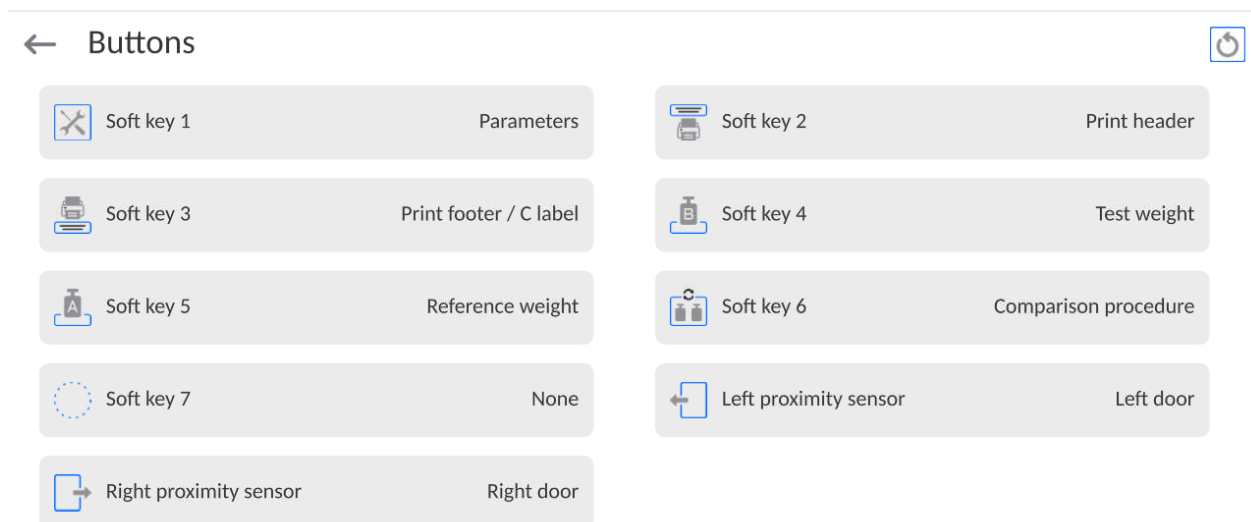 Buttons
Soft key 1 Parameters
Soft key 2 Print header
Soft key 3 Print footer / C label
Soft key 4 Test weight
B
Soft key 5 Reference weight
A
Soft key 6 Comparison procedure
Soft key 7 None
Left proximity sensor Left door
Right proximity sensor Right door